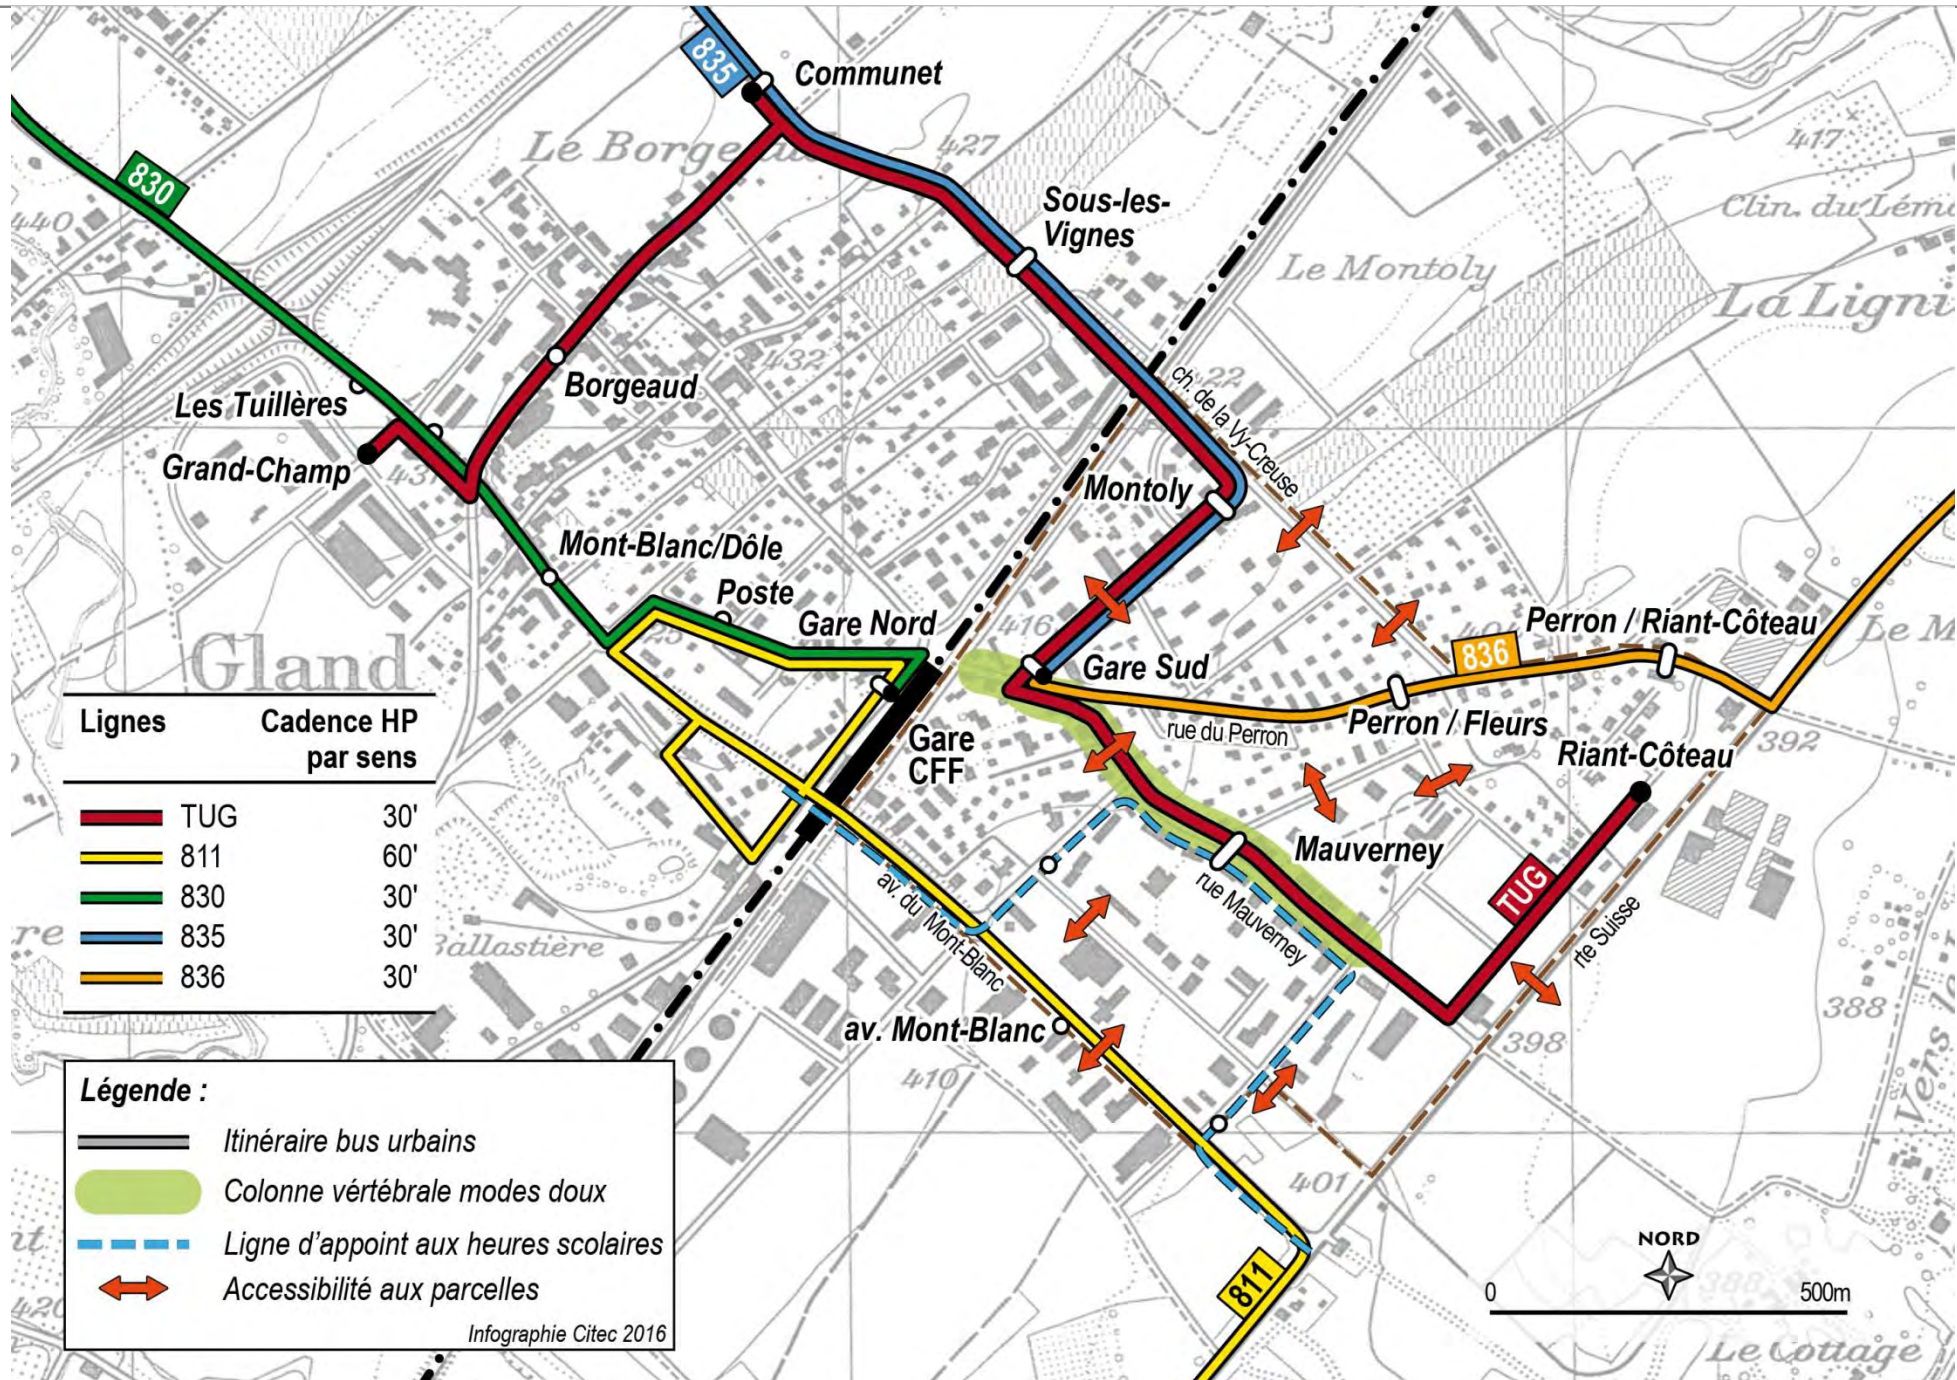 835
Communet
Le Borgeaud
427
417
830
440
Sous-les-
Vignes
Clin. du Lém
Le Montoly
La Ligni
432
Les Tuillères
Borgeaud
422
ch. de la Vy-Creuse
Grand-Champ
Montoly
Mont-Blanc/Dôle
Poste
Gare Nord
416
Perron / Riant-Côteau
836
Le M
Gland
Gare Sud
Perron / Fleurs
rue du Perron
392
Riant-Côteau
Gare
CFF
Lignes
Cadence HP
par sens
TUG 30'
811 60'
830 30'
835 30'
836 30'
Mauverney
TUG
rue Mauverney
rte Suisse
av. du Mont-Blanc
Ballastière
388
av. Mont-Blanc
398
410
401
Légende :
Itinéraire bus urbains
Colonne vértébrale modes doux
Ligne d'appoint aux heures scolaires
Accessibilité aux parcelles
Infographie Citec 2016
420
811
NORD
388
0 500m
Le Cottage